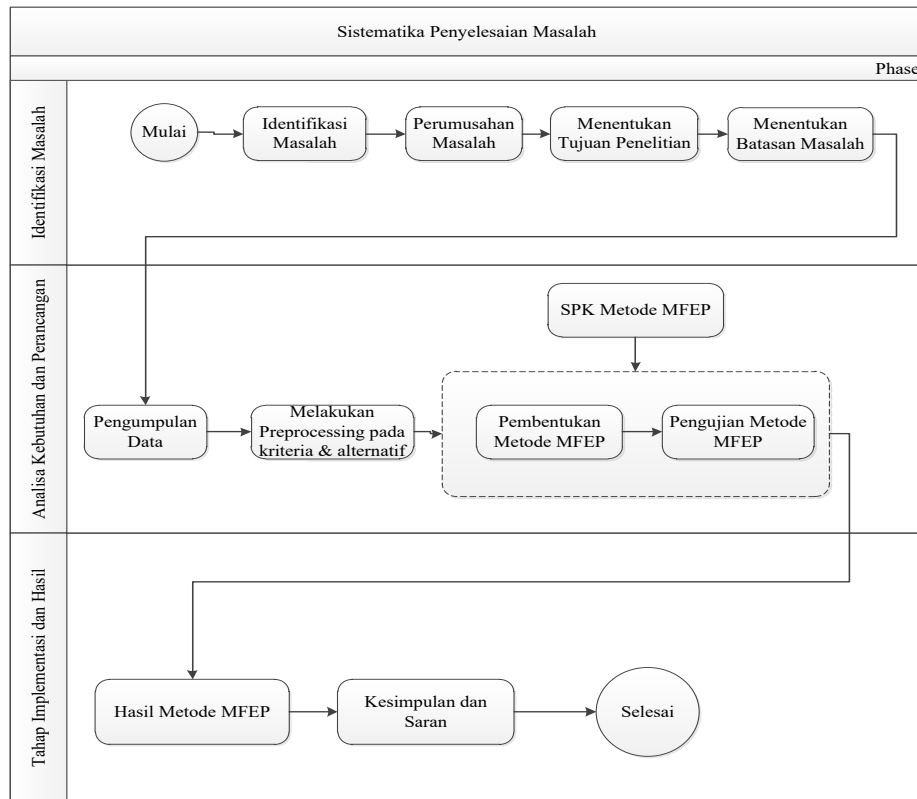 Sistematika Penyelesaian Masalah
Phase
Identifikasi Masalah
Mulai
Identifikasi
Masalah
Perumusahan
Masalah
Menentukan
Tujuan Penelitian
Menentukan
Batasan Masalah
Analisa Kebutuhan dan Perancangan
SPK Metode MFEP
Pengumpulan
Data
Melakukan
Preprocessing pada
kriteria & alternatif
Pembentukan
Metode MFEP
Pengujian Metode
MFEP
Tahap Implementasi dan Hasil
Hasil Metode MFEP
Kesimpulan dan
Saran
Selesai